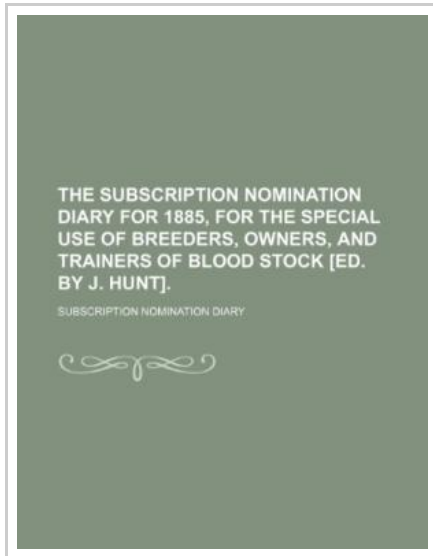 THE SUBSCRIPTION NOMINATION
DIARY FOR 1885, FOR THE SPECIAL
USE OF BREEDERS, OWNERS, AND
TRAINERS OF BLOOD STOCK [ED.
BY J. HUNT].
SUBSCRIPTION NOMINATION DIARY